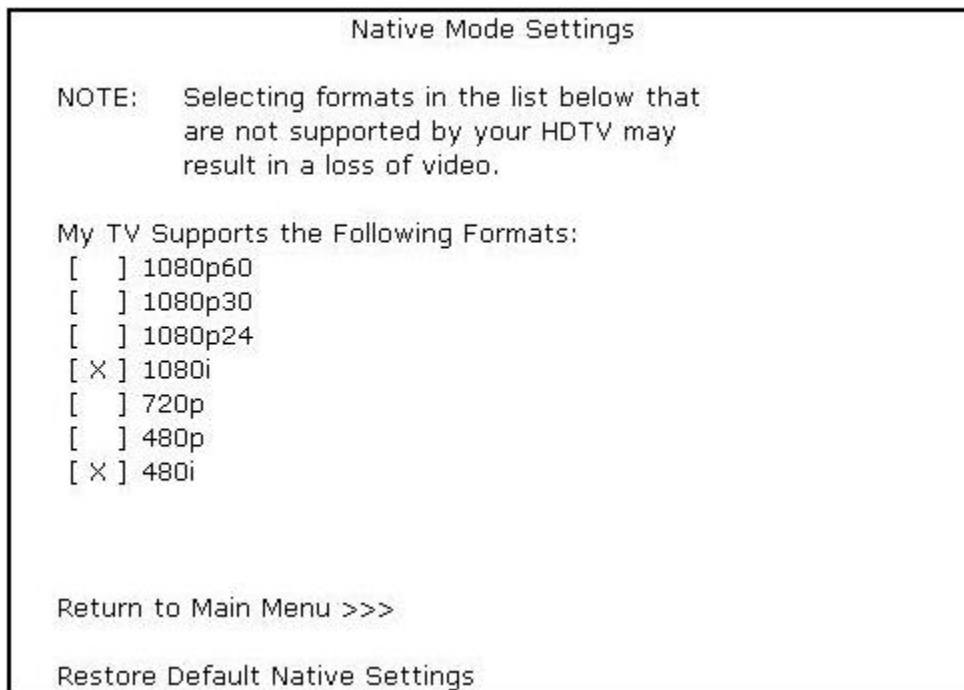 Native Mode Settings
NOTE: Selecting formats in the list below that
are not supported by your HDTV may
result in a loss of video.
My TV Supports the Following Formats:
[ ] 1080p60
[ ] 1080p30
[ ] 1080p24
[ X ] 1080i
[ ] 720p
[ ] 480p
[ X ] 480i
Return to Main Menu >>>
Restore Default Native Settings